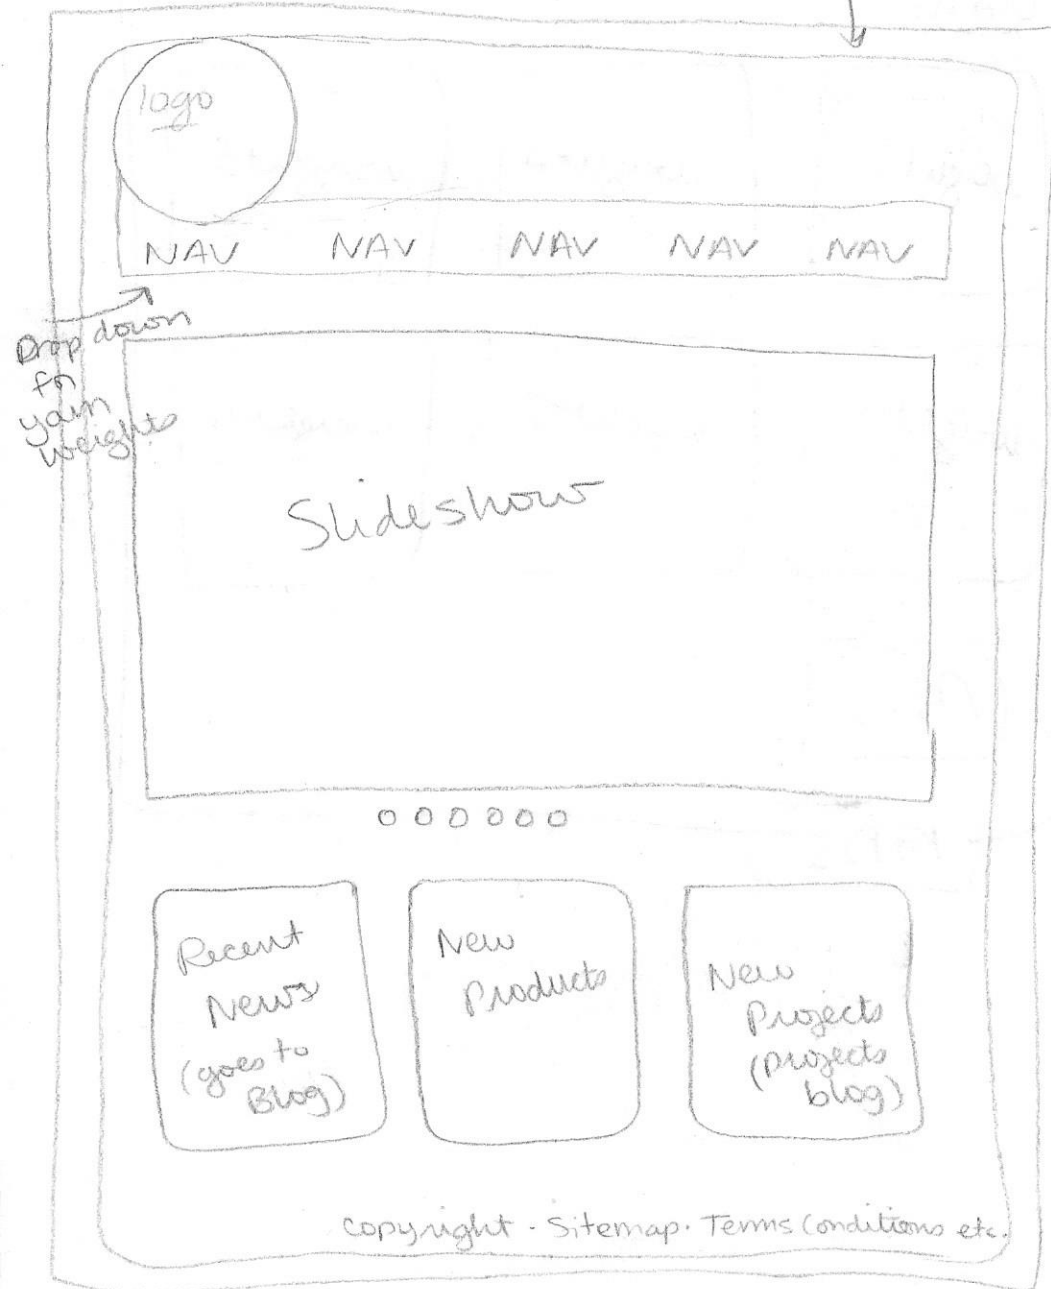 logo
NAV NAV NAV NAV NAV
Drop down
for
yarn
weights
Slideshow
Recent
News
(goes to
Blog)
New
Products
New
Projects
(projects
blog)
copyright - Sitemap. Terms Conditions etc.